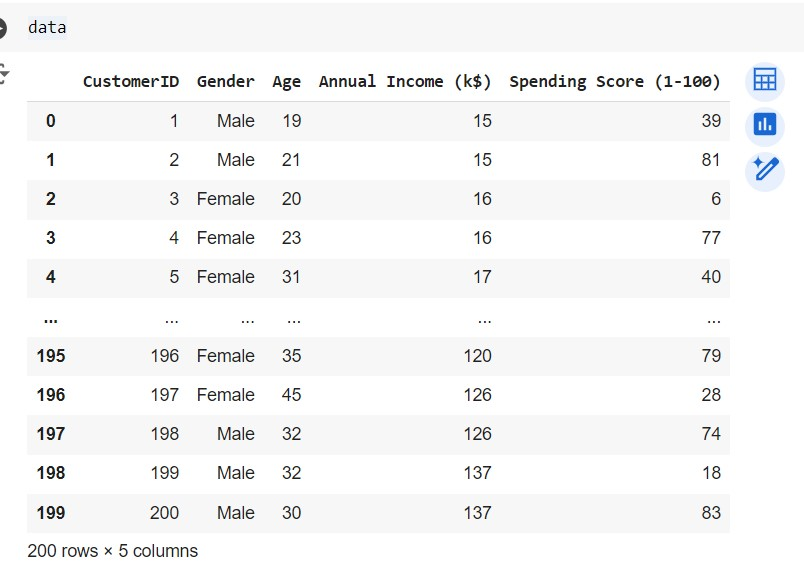 data
CustomerID Gender Age Annual Income (k$) Spending Score (1-100)
0 1 Male 19 15 39
1 2 Male 21 15 81
2 3 Female 20 16 6
3 4 Female 23 16 77
4 5 Female 31 17 40
... ... ... ... ... ...
195 196 Female 35 120 79
196 197 Female 45 126 28
197 198 Male 32 126 74
198 199 Male 32 137 18
199 200 Male 30 137 83
200 rows × 5 columns